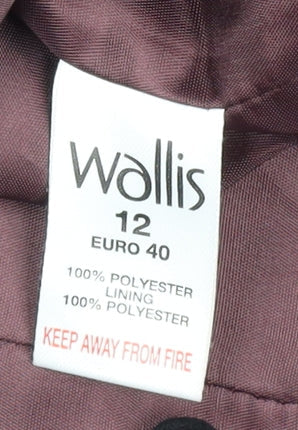 Wallis
12
EURO 40
100% POLYESTER
LINING
100% POLYESTER
KEEP AWAY FROM FIRE